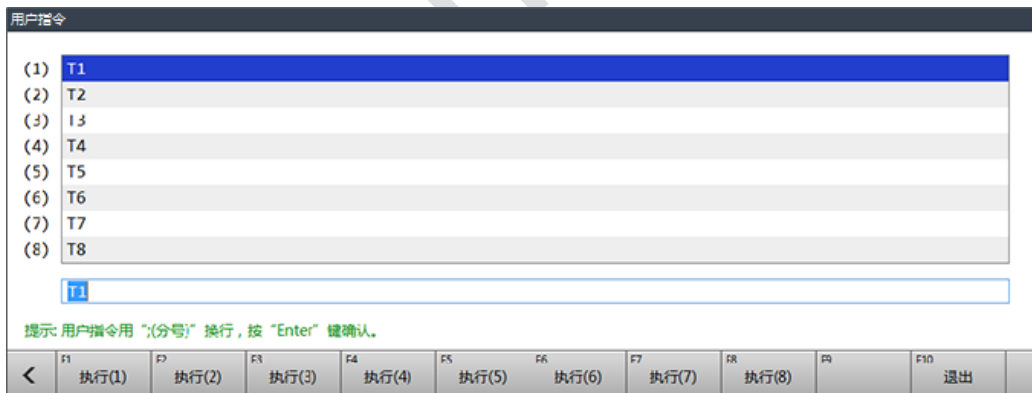 用户指令
(1) T1
(2) T2
(3) T3
(4) T4
(5) T5
(6) T6
(7) T7
(8) T8
T1
提示: 用户指令用 “;(分号)” 换行，按 “Enter” 键确认。
F1 F2 F3 F4 F5 F6 F7 F8 F9 F10
< 执行(1) 执行(2) 执行(3) 执行(4) 执行(5) 执行(6) 执行(7) 执行(8) 退出